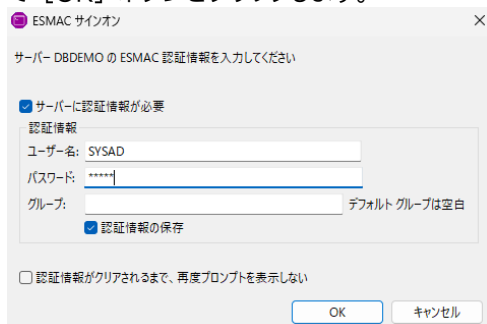 ESMAC サインオン
サーバー DBDEMO の ESMAC 認証情報を入力してください
サーバーに認証情報が必要
認証情報
ユーザー名: SYSAD
パスワード: *****
グループ: デフォルト グループは空白
認証情報の保存
認証情報がクリアされるまで、再度プロンプトを表示しない
OK キャンセル